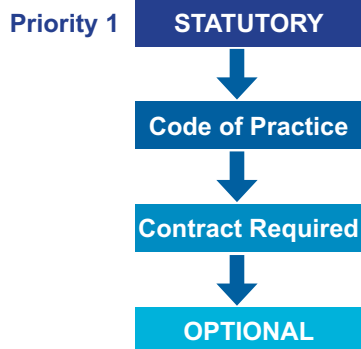 Priority 1 STATUTORY
Code of Practice
Contract Required
OPTIONAL